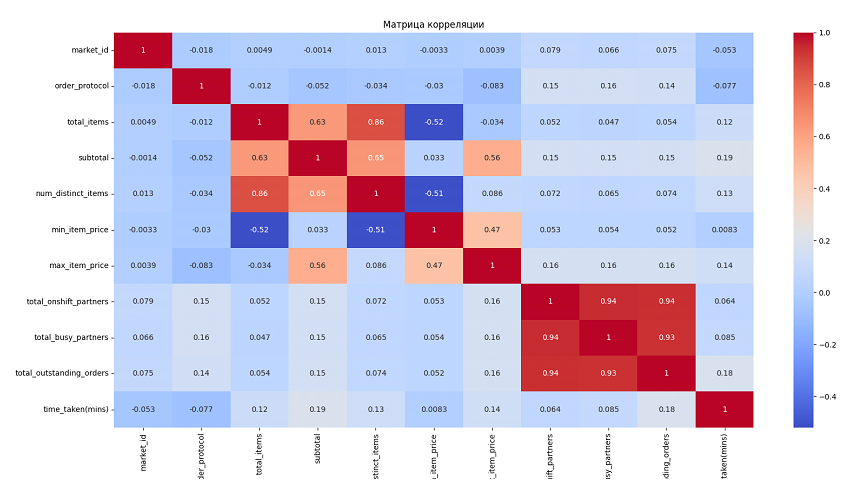 Матрица корреляции
market_id 1 -0.018 0.0049 -0.0014 0.013 -0.0033 0.0039 0.079 0.066 0.075 -0.053
order_protocol -0.018 1 -0.012 -0.052 -0.034 -0.03 -0.083 0.15 0.16 0.14 -0.077
total_items 0.0049 -0.012 1 0.63 0.86 -0.52 -0.034 0.052 0.047 0.054 0.12
subtotal -0.0014 -0.052 0.63 1 0.65 0.033 0.56 0.15 0.15 0.15 0.19
num_distinct_items 0.013 -0.034 0.86 0.65 1 -0.51 0.086 0.072 0.065 0.074 0.13
min_item_price -0.0033 -0.03 -0.52 0.033 -0.51 1 0.47 0.053 0.054 0.052 0.0083
max_item_price 0.0039 -0.083 -0.034 0.56 0.086 0.47 1 0.16 0.16 0.16 0.14
total_onshift_partners 0.079 0.15 0.052 0.15 0.072 0.053 0.16 1 0.94 0.94 0.064
total_busy_partners 0.066 0.16 0.047 0.15 0.065 0.054 0.16 0.94 1 0.93 0.085
total_outstanding_orders 0.075 0.14 0.054 0.15 0.074 0.052 0.16 0.94 0.93 1 0.18
time_taken(mins) -0.053 -0.077 0.12 0.19 0.13 0.0083 0.14 0.064 0.085 0.18 1
market_id
der_protocol
total_items
subtotal
stinct_items
_item_price
_item_price
shift_partners
usy_partners
nding_orders
taken(mins)
1.0
0.8
0.6
0.4
0.2
0.0
−0.2
−0.4